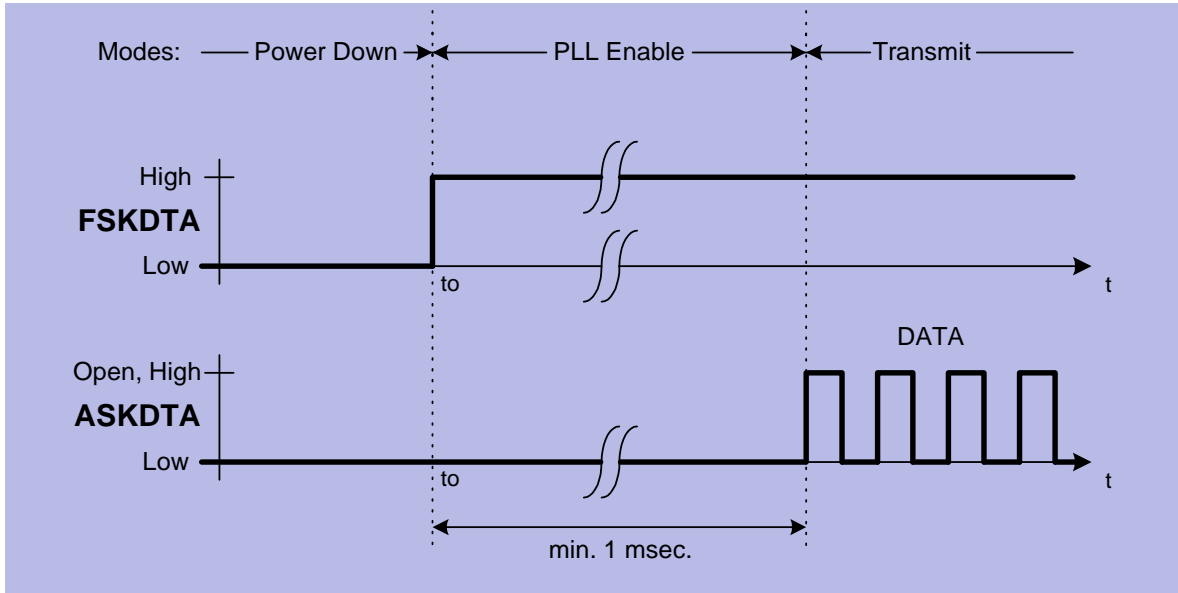 Modes: Power Down PLL Enable Transmit
High
FSKDTA
Low
to
t
DATA
Open, High
ASKDTA
Low
to
t
min. 1 msec.